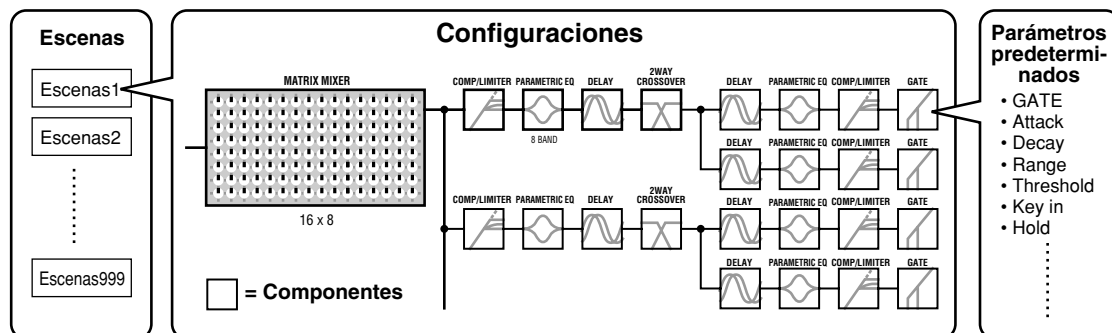 Escenas
Escenas1
Escenas2
Escenas999
Configuraciones
MATRIX MIXER
16 x 8
COMP/LIMITER PARAMETRIC EQ DELAY 2WAY CROSSOVER DELAY PARAMETRIC EQ COMP/LIMITER GATE
8 BAND
DELAY PARAMETRIC EQ COMP/LIMITER GATE
COMP/LIMITER PARAMETRIC EQ DELAY 2WAY CROSSOVER DELAY PARAMETRIC EQ COMP/LIMITER GATE
DELAY PARAMETRIC EQ COMP/LIMITER GATE
= Componentes
Parámetros
predetermi-
nados
• GATE
• Attack
• Decay
• Range
• Threshold
• Key in
• Hold